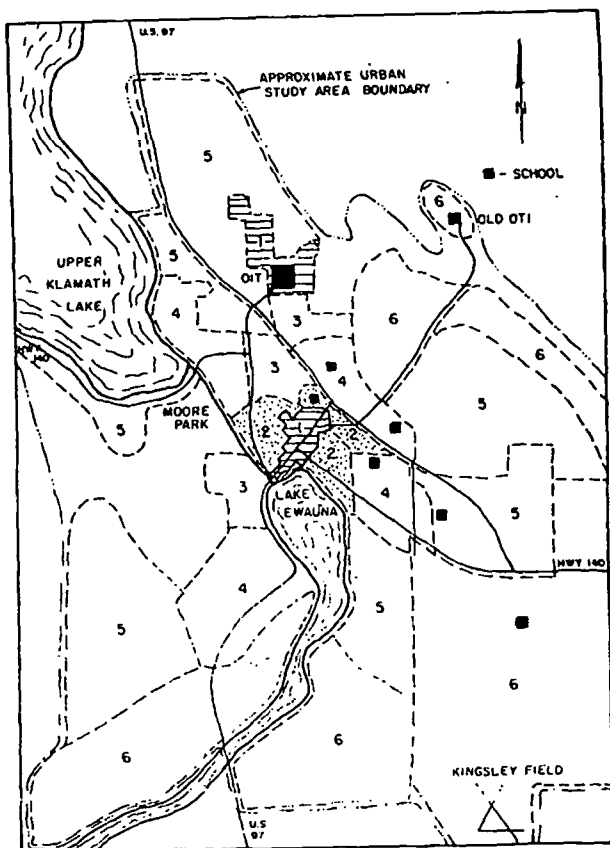 U.S. 97
APPROXIMATE URBAN
STUDY AREA BOUNDARY
N
5
■ - SCHOOL
6
OLD OTI
5
UPPER
KLAMATH
LAKE
OIT
4
3
6
6
HWY
140
3
4
5
5
MOORE
PARK
2
1
2
2
3
LAKE
EWAUNA
4
5
HWY 140
4
5
5
6
6
6
KINGSLEY FIELD
U.S
97